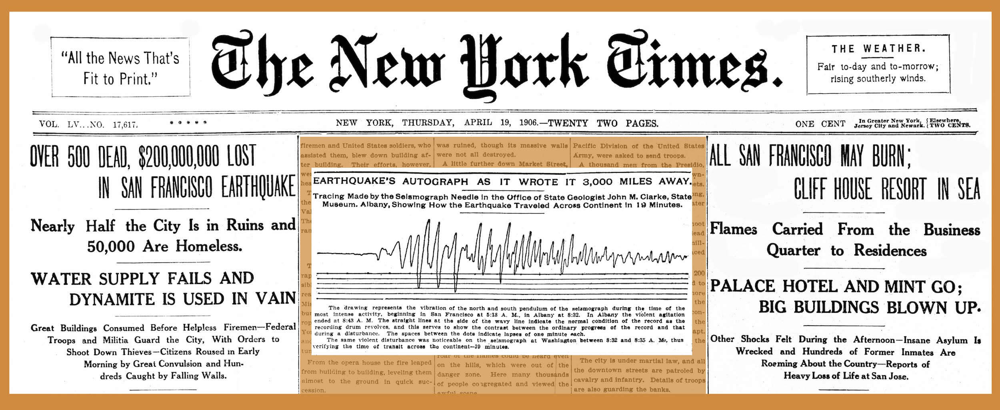 "All the News That's
Fit to Print."
The New York Times.
THE WEATHER.
Fair to-day and to-morrow;
rising southerly winds.
VOL. LV...NO. 17,617.
* * * * *
NEW YORK, THURSDAY, APRIL 19, 1906.—TWENTY TWO PAGES.
ONE CENT
In Greater New York,
Jersey City and Newark.
Elsewhere,
TWO CENTS.
OVER 500 DEAD, $200,000,000 LOST
IN SAN FRANCISCO EARTHQUAKE
Nearly Half the City Is in Ruins and
50,000 Are Homeless.
WATER SUPPLY FAILS AND
DYNAMITE IS USED IN VAIN
Great Buildings Consumed Before Helpless Firemen—Federal
Troops and Militia Guard the City, With Orders to
Shoot Down Thieves—Citizens Roused in Early
Morning by Great Convulsion and Hun-
dreds Caught by Falling Walls.
firemen and United States soldiers, who
assisted them, blew down building af-
ter building. Their efforts, however,
was ruined, though its massive walls
were not all destroyed.
A little further down Market Street,
Pacific Division of the United States
Army, were asked to send troops.
A thousand men from the Presidio,
EARTHQUAKE'S AUTOGRAPH AS IT WROTE IT 3,000 MILES AWAY.
Tracing Made by the Seismograph Needle in the Office of State Geologist John M. Clarke, State
Museum. Albany, Showing How the Earthquake Traveled Across Continent in 19 Minutes.
The drawing represents the vibration of the north and south pendulum of the seismograph during the time of the
most intense activity, beginning in San Francisco at 5:13 A. M., in Albany at 8:32. In Albany the violent agitation
ended at 8:43 A. M. The straight lines at the side of the wavy line indicate the normal condition of the record as the
recording drum revolves, and this serves to show the contrast between the ordinary progress of the record and that
during a disturbance. The spaces between the dots indicate lapses of one minute each.
The same violent disturbance was noticeable on the seismograph at Washington between 8:32 and 8:35 A. M., thus
verifying the time of transit across the continent—19 minutes.
From the opera house the fire leaped
from building to building, leveling them
almost to the ground in quick suc-
cession.
roar of the flames could be heard even
on the hills, which were out of the
danger zone. Here many thousands
of people congregated and viewed the
awful scene.
The city is under martial law, and all
the downtown streets are patroled by
cavalry and infantry. Details of troops
are also guarding the banks.
ALL SAN FRANCISCO MAY BURN;
CLIFF HOUSE RESORT IN SEA
Flames Carried From the Business
Quarter to Residences
PALACE HOTEL AND MINT GO;
BIG BUILDINGS BLOWN UP.
Other Shocks Felt During the Afternoon—Insane Asylum Is
Wrecked and Hundreds of Former Inmates Are
Roaming About the Country—Reports of
Heavy Loss of Life at San Jose.